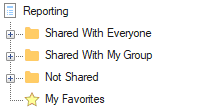 Reporting
Shared With Everyone
Shared With My Group
Not Shared
My Favorites